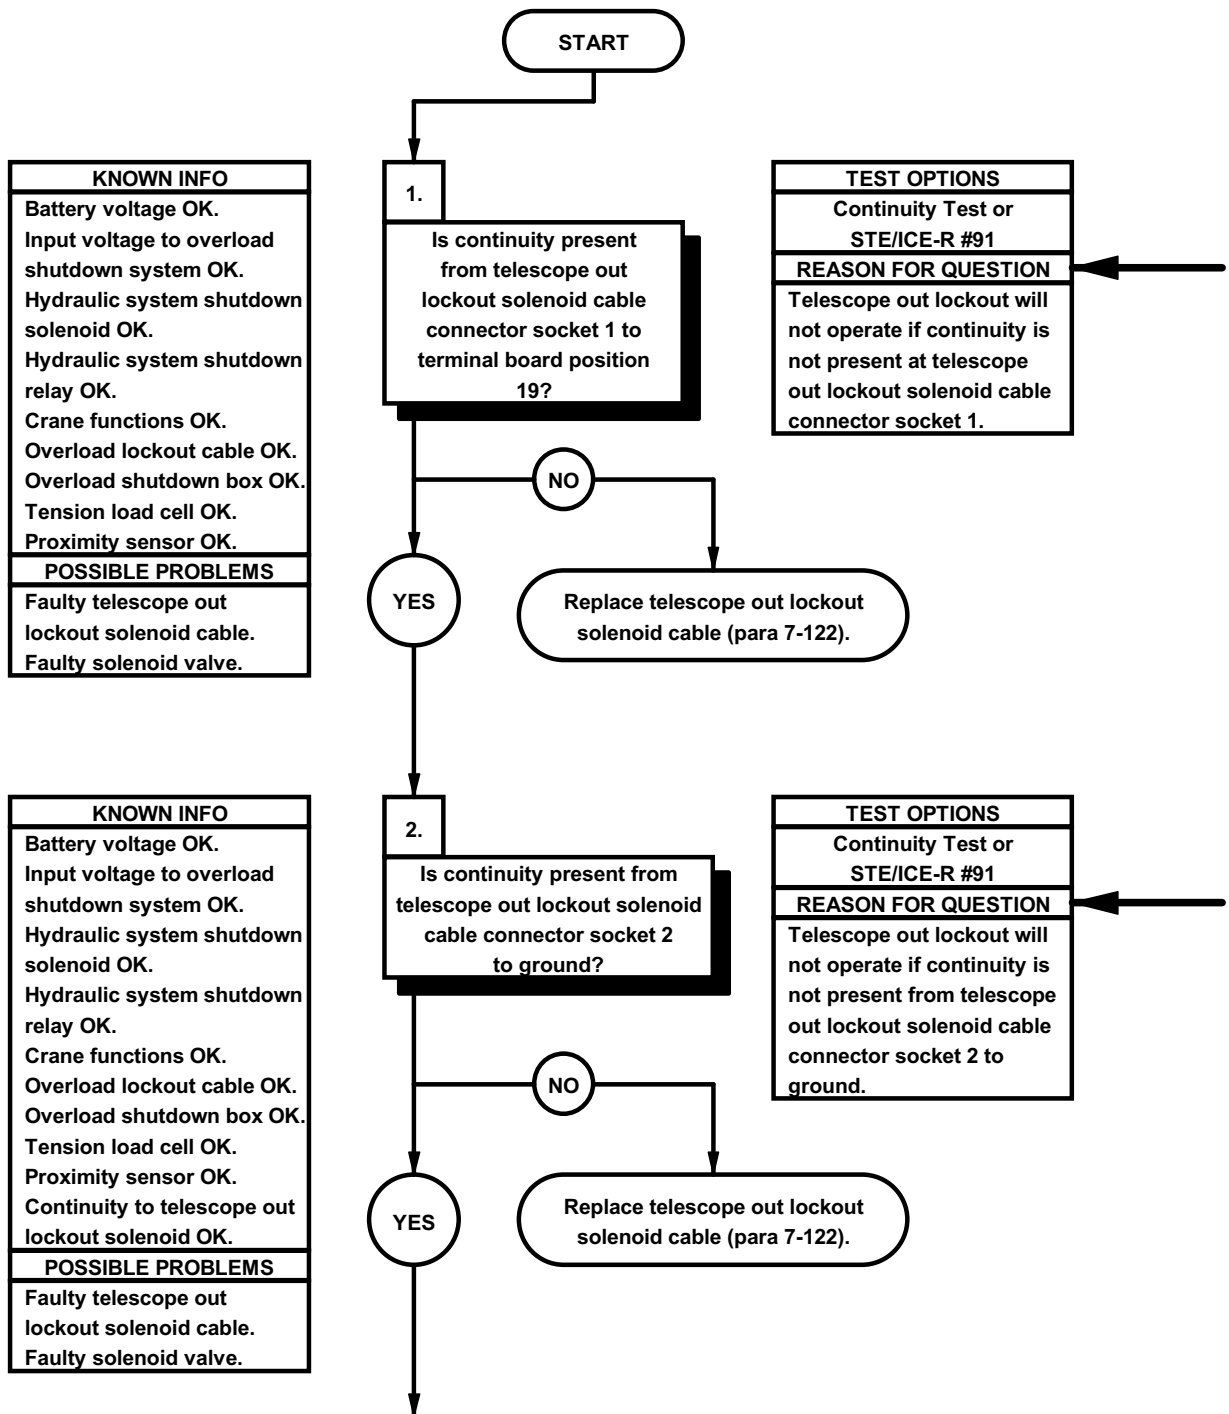 START
KNOWN INFO
Battery voltage OK.
Input voltage to overload
shutdown system OK.
Hydraulic system shutdown
solenoid OK.
Hydraulic system shutdown
relay OK.
Crane functions OK.
Overload lockout cable OK.
Overload shutdown box OK.
Tension load cell OK.
Proximity sensor OK.
POSSIBLE PROBLEMS
Faulty telescope out
lockout solenoid cable.
Faulty solenoid valve.
1.
Is continuity present
from telescope out
lockout solenoid cable
connector socket 1 to
terminal board position
19?
TEST OPTIONS
Continuity Test or
STE/ICE-R #91
REASON FOR QUESTION
Telescope out lockout will
not operate if continuity is
not present at telescope
out lockout solenoid cable
connector socket 1.
NO
YES
Replace telescope out lockout
solenoid cable (para 7-122).
KNOWN INFO
Battery voltage OK.
Input voltage to overload
shutdown system OK.
Hydraulic system shutdown
solenoid OK.
Hydraulic system shutdown
relay OK.
Crane functions OK.
Overload lockout cable OK.
Overload shutdown box OK.
Tension load cell OK.
Proximity sensor OK.
Continuity to telescope out
lockout solenoid OK.
POSSIBLE PROBLEMS
Faulty telescope out
lockout solenoid cable.
Faulty solenoid valve.
2.
Is continuity present from
telescope out lockout solenoid
cable connector socket 2
to ground?
TEST OPTIONS
Continuity Test or
STE/ICE-R #91
REASON FOR QUESTION
Telescope out lockout will
not operate if continuity is
not present from telescope
out lockout solenoid cable
connector socket 2 to
ground.
NO
YES
Replace telescope out lockout
solenoid cable (para 7-122).